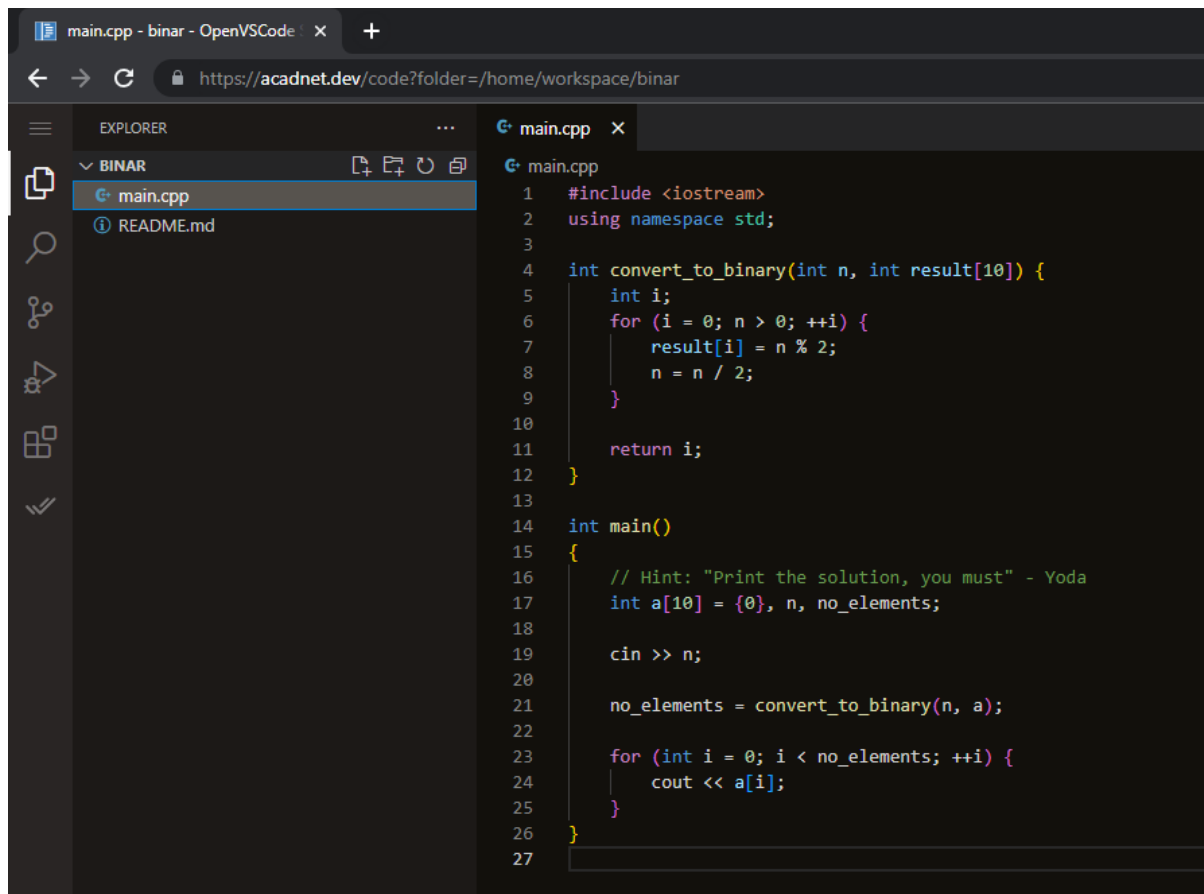 main.cpp - binar - OpenVSCode
https://acadnet.dev/code?folder=/home/workspace/binar
EXPLORER
BINAR
main.cpp
README.md
main.cpp
main.cpp
1 #include <iostream>
2 using namespace std;
3
4 int convert_to_binary(int n, int result[10]) {
5     int i;
6     for (i = 0; n > 0; ++i) {
7         result[i] = n % 2;
8         n = n / 2;
9     }
10
11     return i;
12 }
13
14 int main()
15 {
16     // Hint: "Print the solution, you must" - Yoda
17     int a[10] = {0}, n, no_elements;
18
19     cin >> n;
20
21     no_elements = convert_to_binary(n, a);
22
23     for (int i = 0; i < no_elements; ++i) {
24         cout << a[i];
25     }
26 }
27